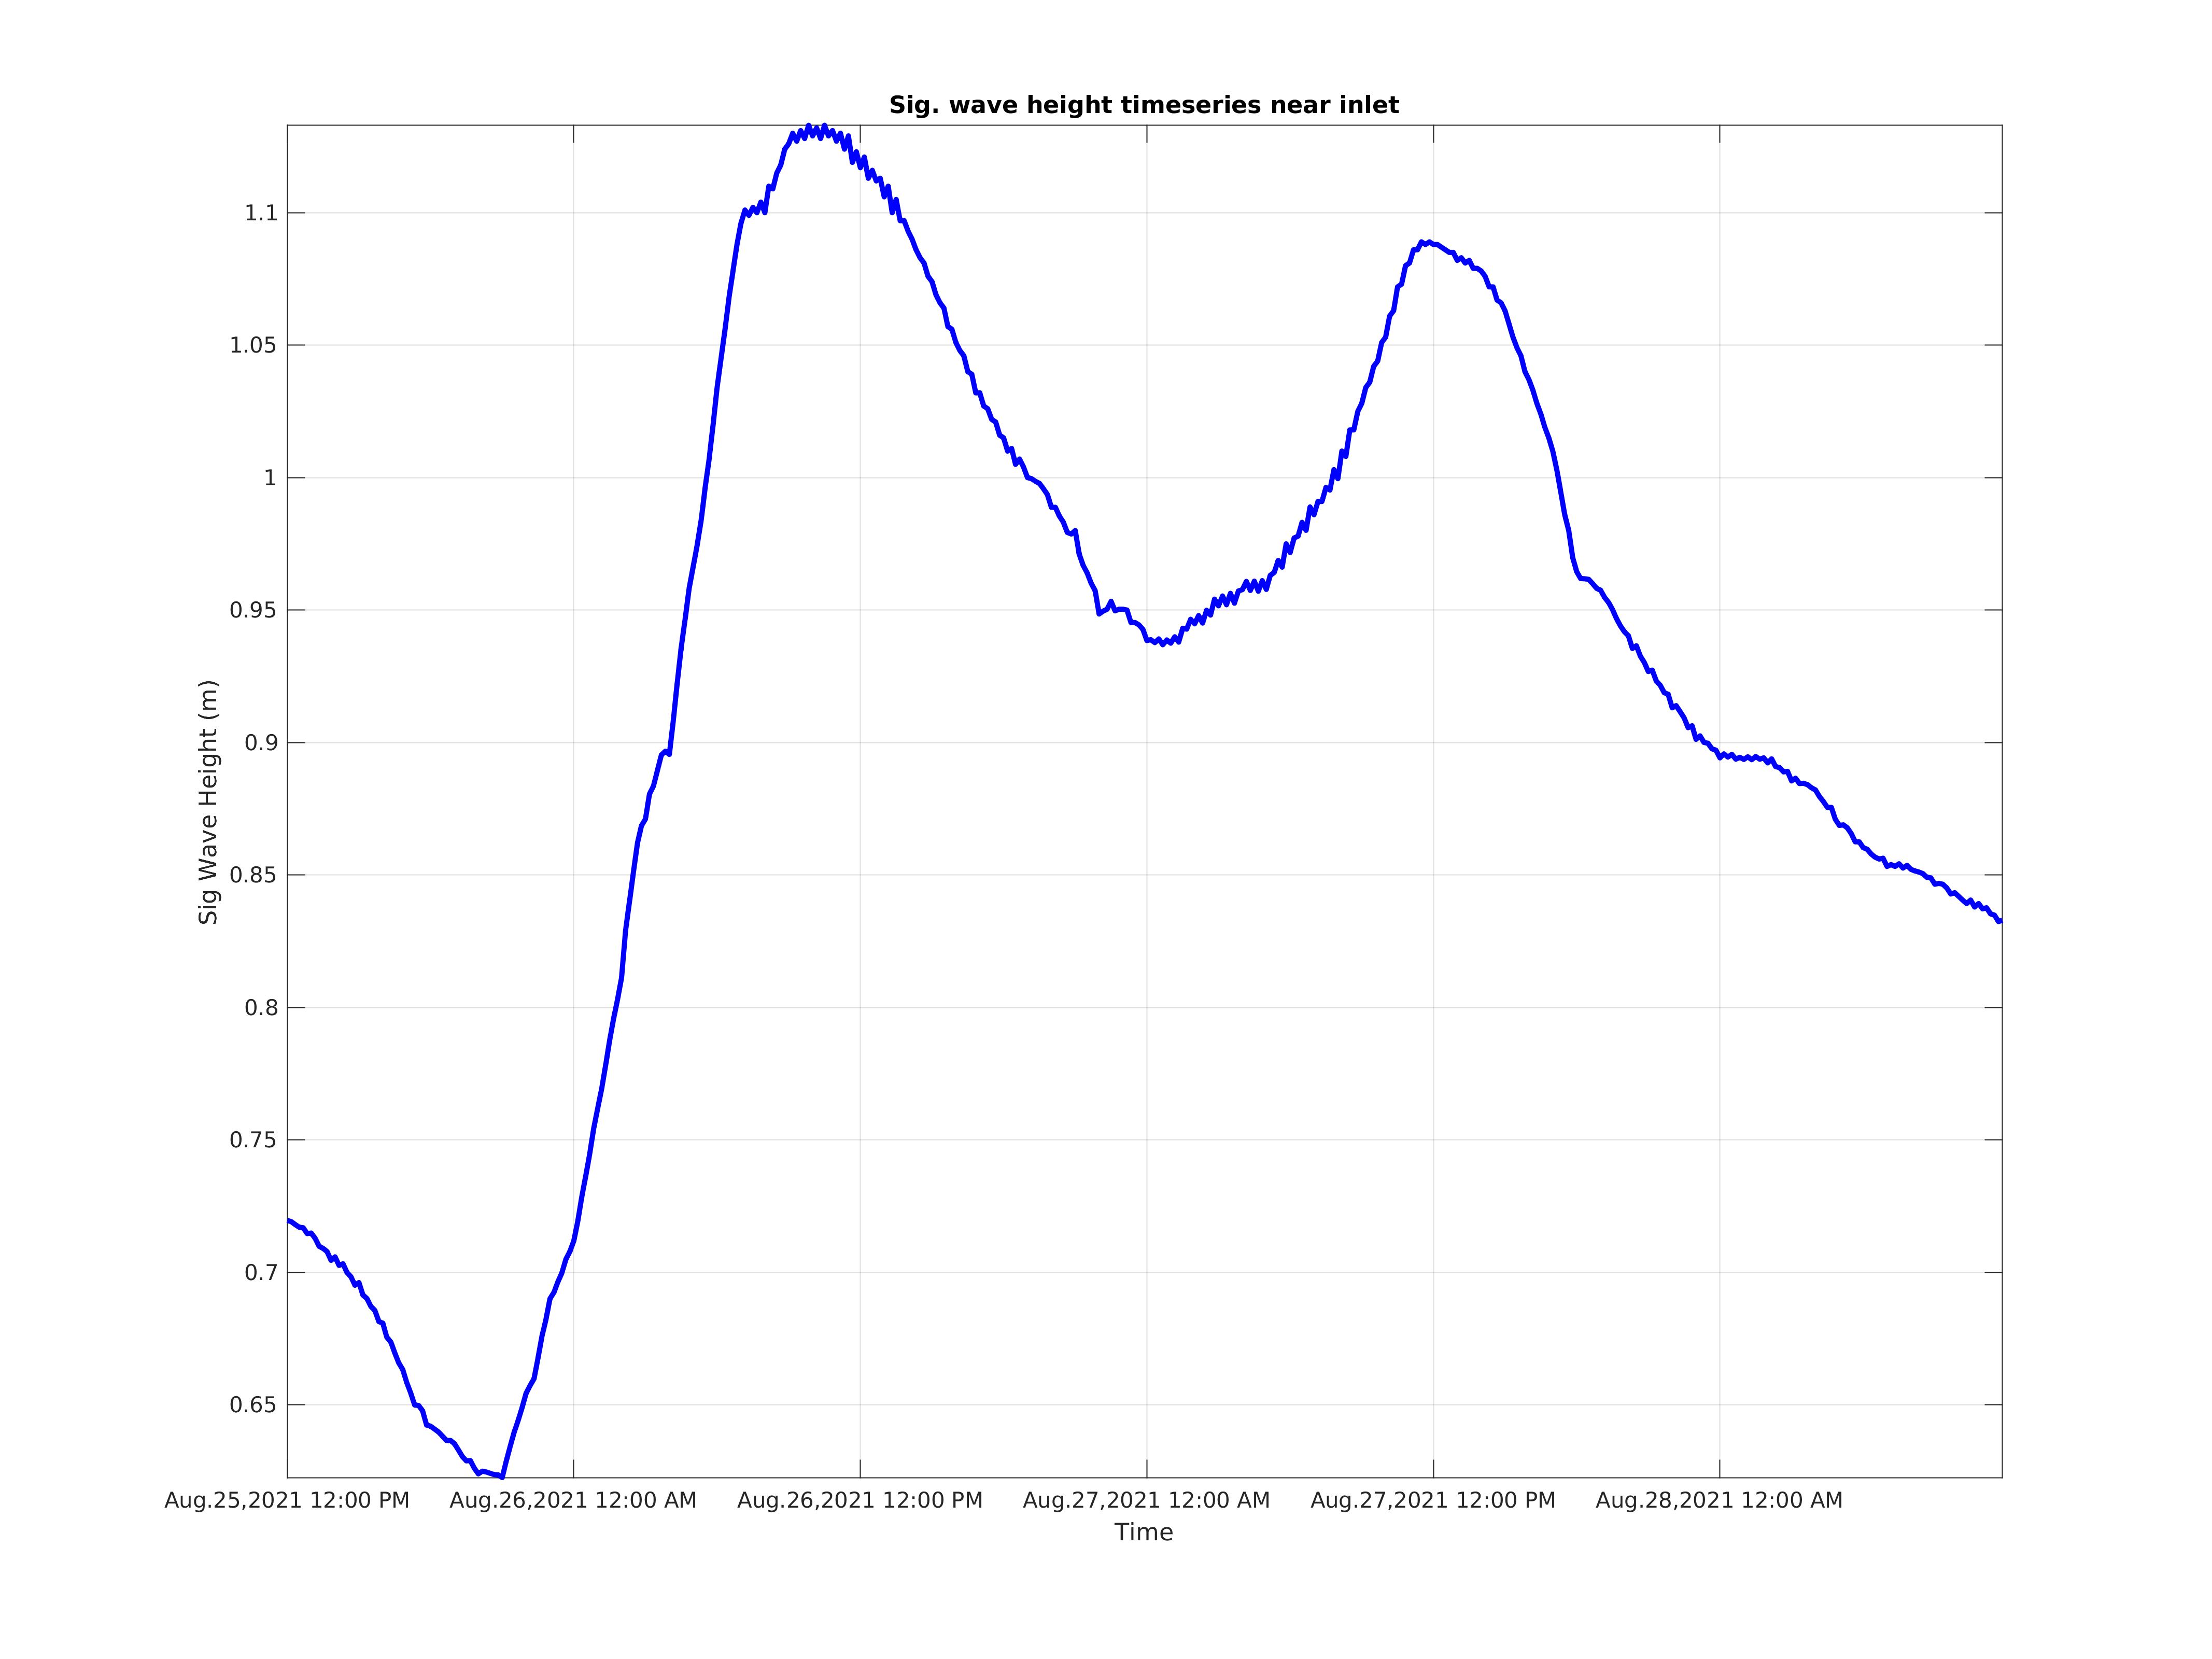 Sig. wave height timeseries near inlet
1.1
1.05
1
0.95
0.9
0.85
0.8
0.75
0.7
0.65
Sig Wave Height (m)
Aug.25,2021 12:00 PM Aug.26,2021 12:00 AM Aug.26,2021 12:00 PM Aug.27,2021 12:00 AM Aug.27,2021 12:00 PM Aug.28,2021 12:00 AM
Time